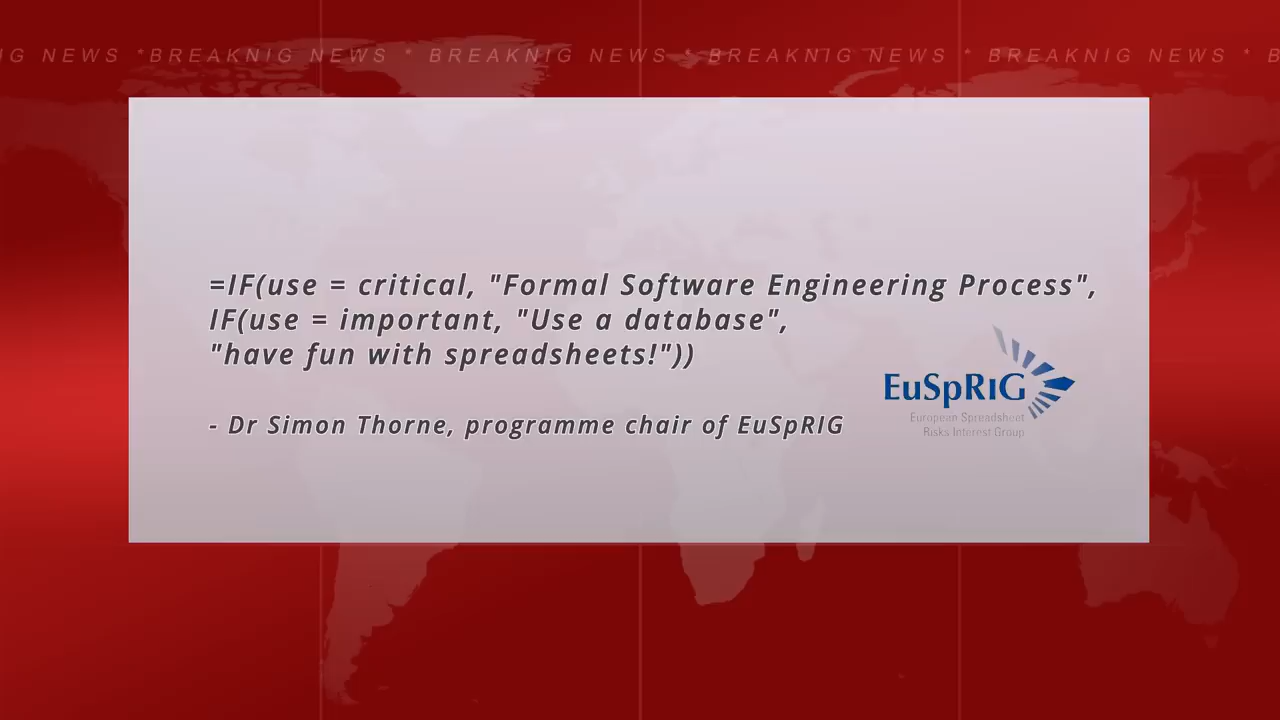 G NEWS *BREAKNIG NEWS * BREAKNIG NEWS * BREAKNIG NEWS * BREAKNIG NEWS * B
=IF(use = critical, "Formal Software Engineering Process",
IF(use = important, "Use a database",
"have fun with spreadsheets!"))
- Dr Simon Thorne, programme chair of EuSpRIG
EuSpRIG
European Spreadsheet
Risks Interest Group